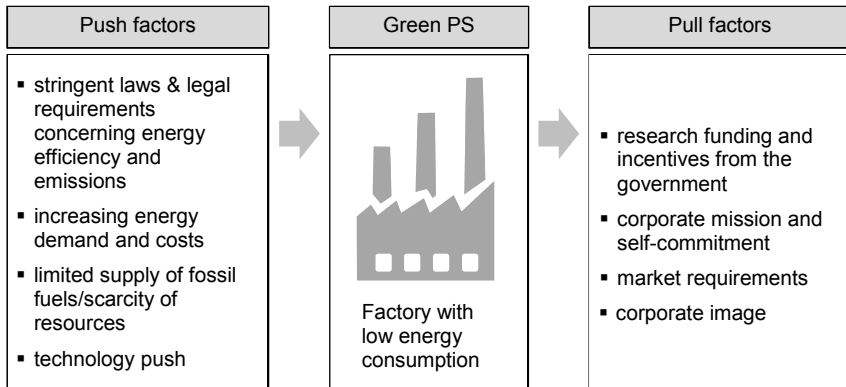 Push factors
▪ stringent laws & legal
requirements
concerning energy
efficiency and
emissions
▪ increasing energy
demand and costs
▪ limited supply of fossil
fuels/scarcity of
resources
▪ technology push
Green PS
Factory with
low energy
consumption
Pull factors
▪ research funding and
incentives from the
government
▪ corporate mission and
self-commitment
▪ market requirements
▪ corporate image